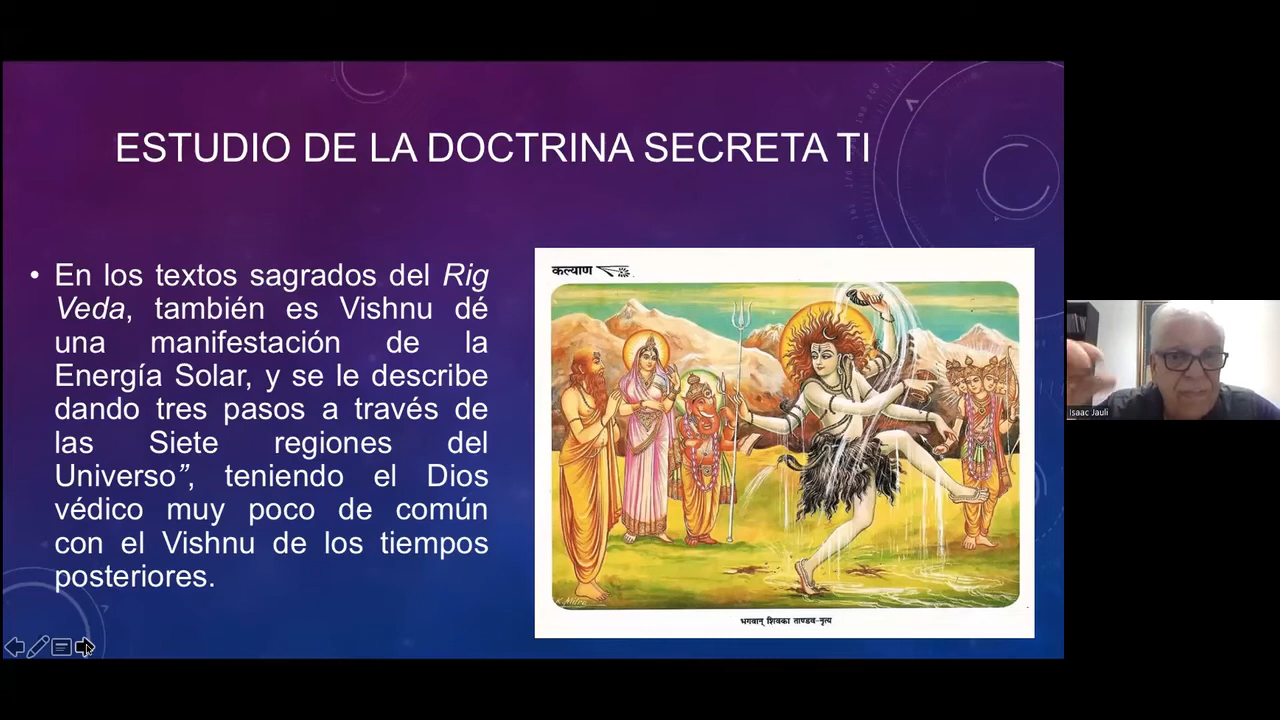 ESTUDIO DE LA DOCTRINA SECRETA TI
• En los textos sagrados del Rig
Veda, también es Vishnu dé
una manifestación de la
Energía Solar, y se le describe
dando tres pasos a través de
las Siete regiones del
Universo”, teniendo el Dios
védico muy poco de común
con el Vishnu de los tiempos
posteriores.
कल्याण
भगवान् शिवका ताण्डव-नृत्य
Isaac Jauli